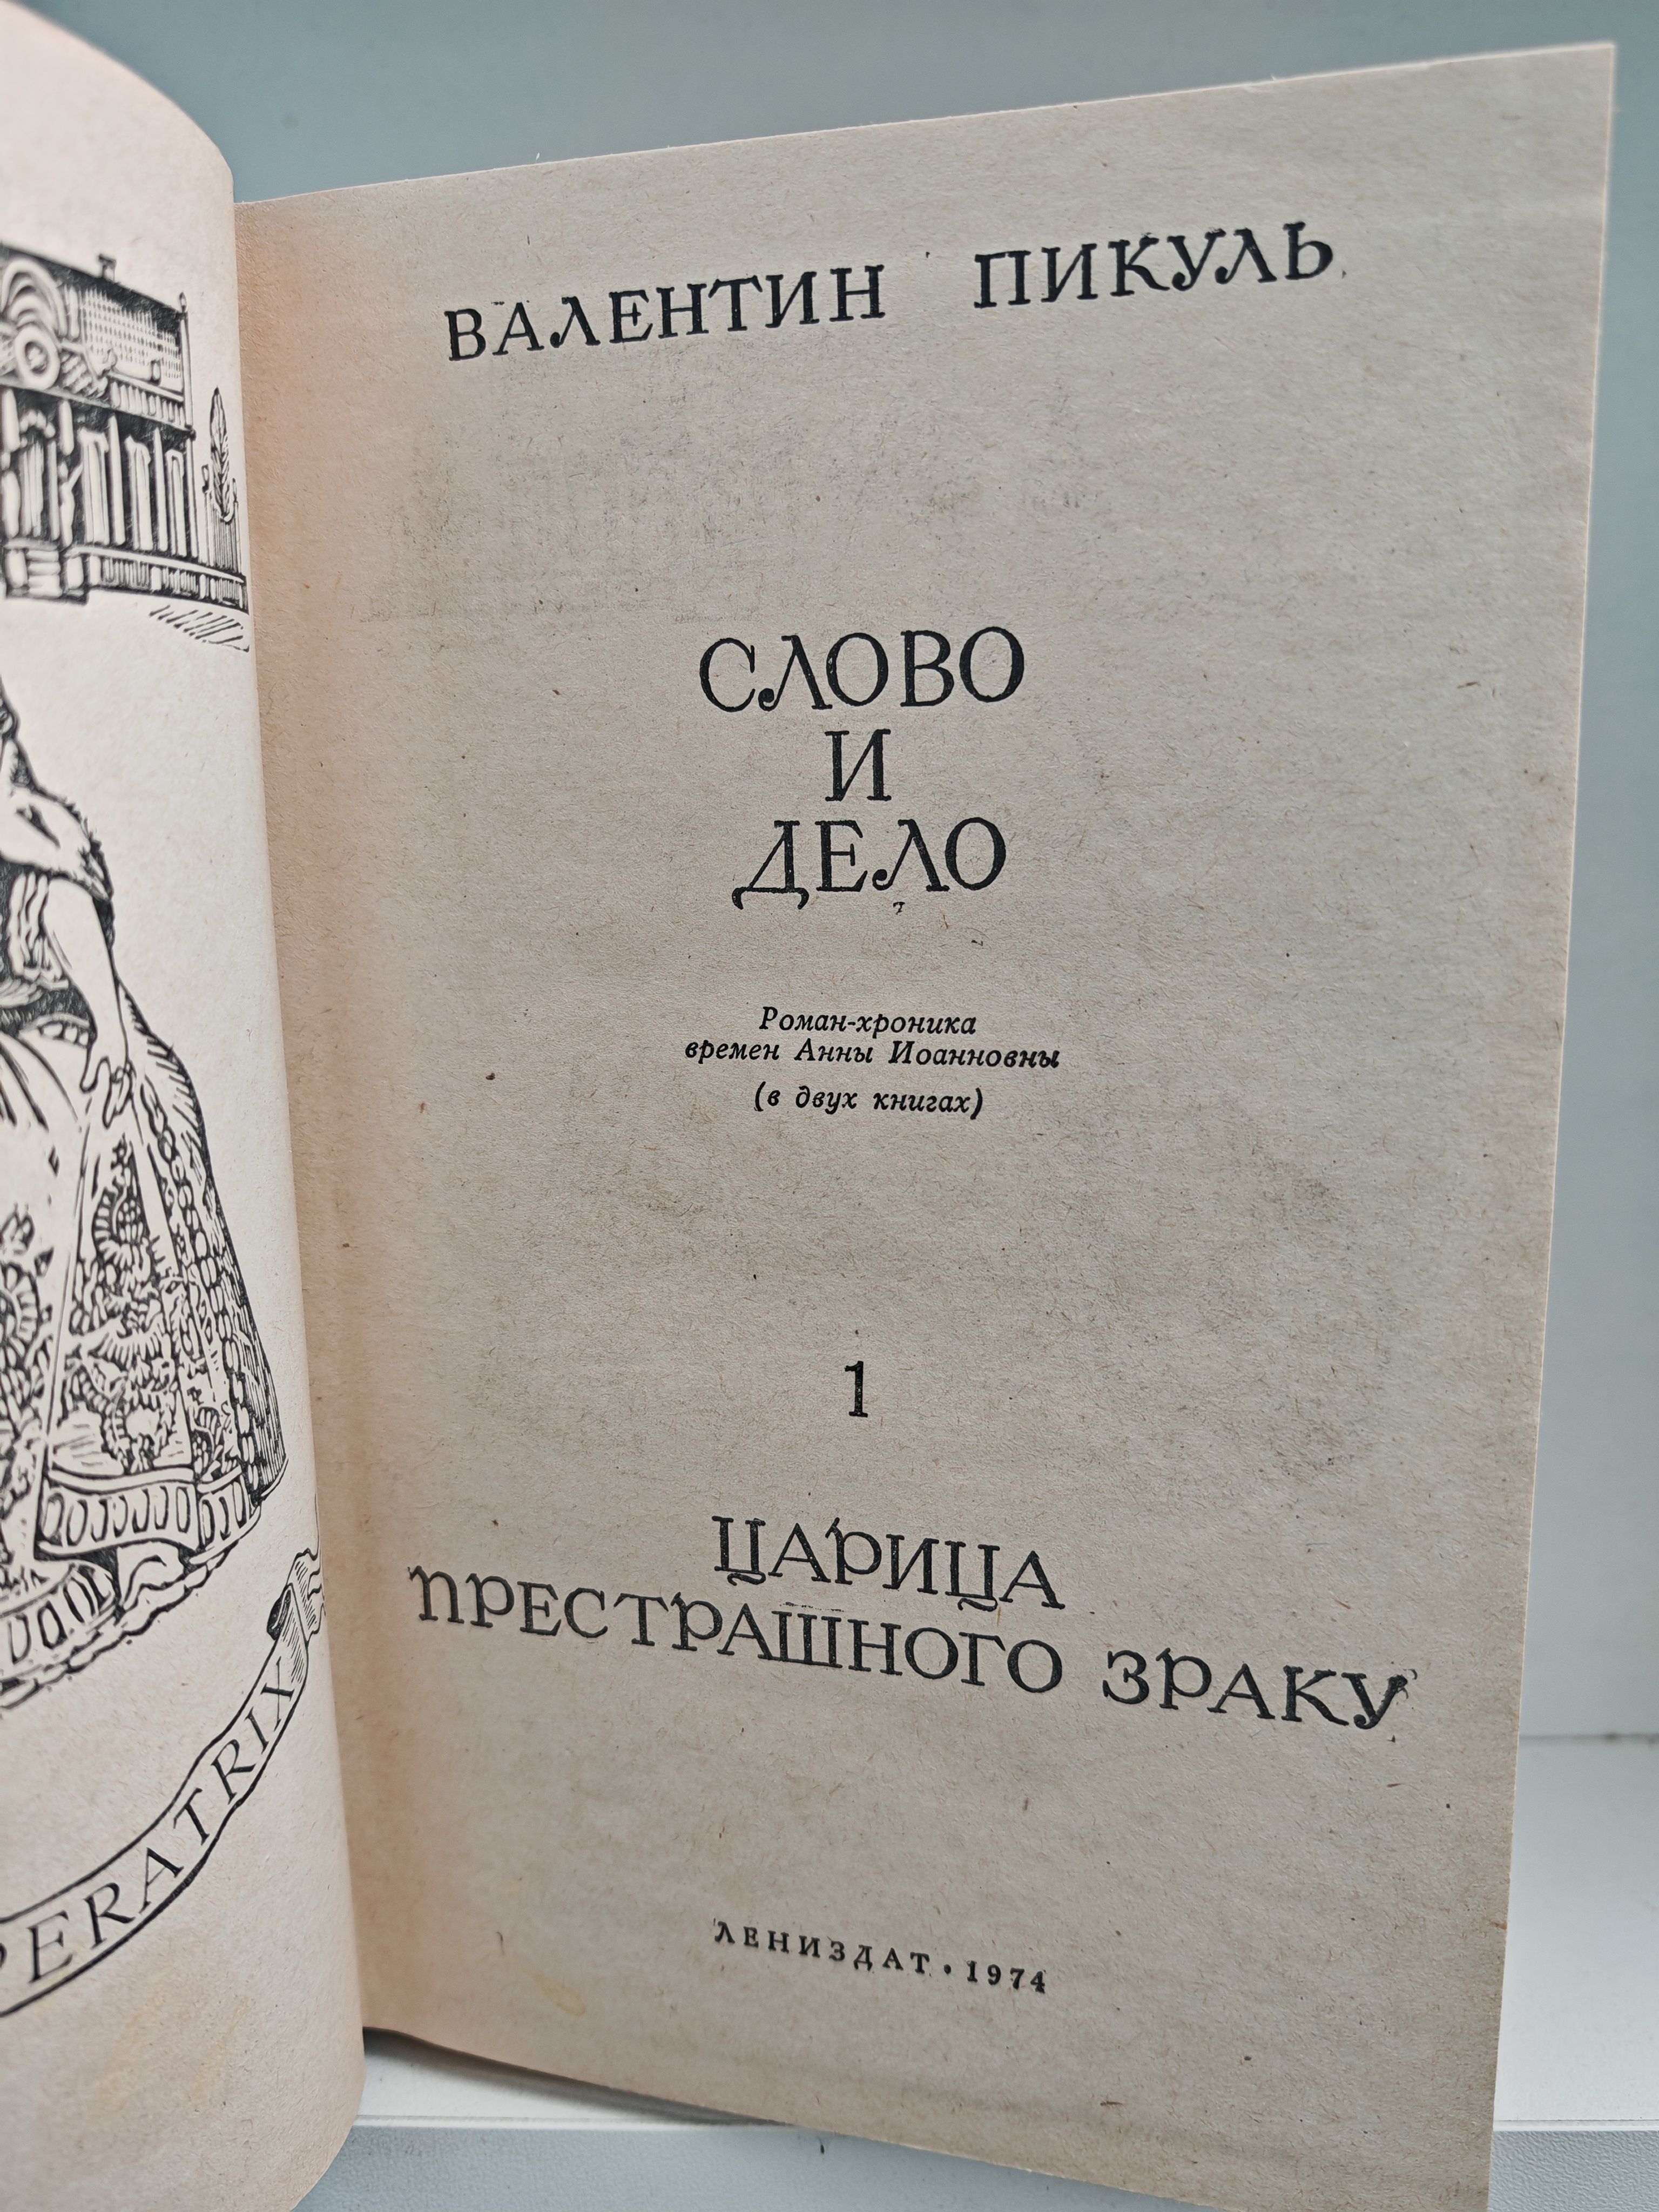 ВАЛЕНТИН ПИКУЛЬ
СЛОВО
И
ДЕЛО
Роман-хроника
времен Анны Иоанновны
(в двух книгах)
1
ЦАРИЦА
ПРЕСТРАШНОГО ЗРАКУ
ЛЕНИЗДАТ • 1974
PERATRIX